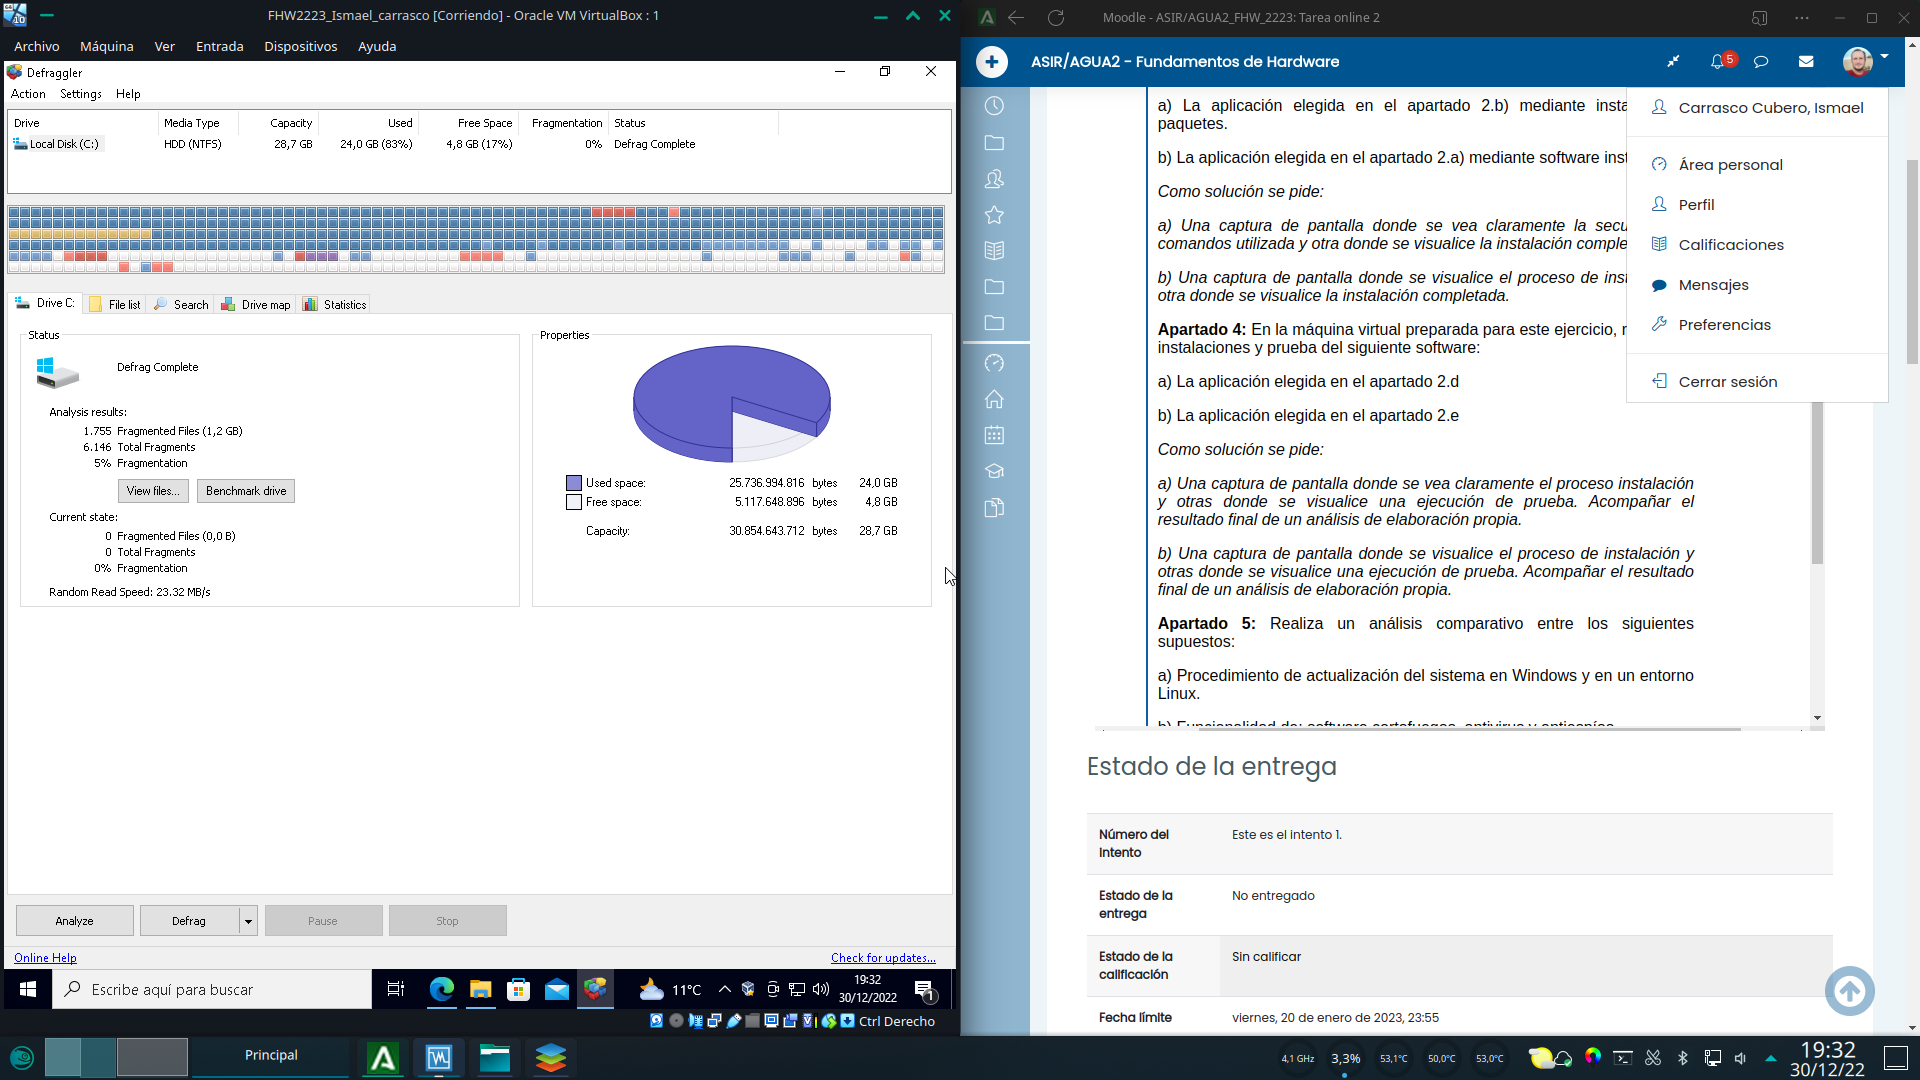 FHW2223_Ismael_carrasco [Corriendo] - Oracle VM VirtualBox : 1
Archivo Máquina Ver Entrada Dispositivos Ayuda
Defraggler
Action Settings Help
Drive Media Type Capacity Used Free Space Fragmentation Status
Local Disk (C:) HDD (NTFS) 28,7 GB 24,0 GB (83%) 4,8 GB (17%) 0% Defrag Complete
Drive C: File list Search Drive map Statistics
Status
Defrag Complete
Analysis results:
1.755 Fragmented Files (1,2 GB)
6.146 Total Fragments
5% Fragmentation
View files... Benchmark drive
Current state:
0 Fragmented Files (0,0 B)
0 Total Fragments
0% Fragmentation
Random Read Speed: 23.32 MB/s
Properties
Used space: 25.736.994.816 bytes 24,0 GB
Free space: 5.117.648.896 bytes 4,8 GB
Capacity: 30.854.643.712 bytes 28,7 GB
Analyze Defrag Pause Stop
Online Help Check for updates...
Escribe aquí para buscar
11°C
19:32
30/12/2022
1
Ctrl Derecho
Moodle - ASIR/AGUA2_FHW_2223: Tarea online 2
ASIR/AGUA2 - Fundamentos de Hardware
5
a) La aplicación elegida en el apartado 2.b) mediante insta
paquetes.
b) La aplicación elegida en el apartado 2.a) mediante software inst
Como solución se pide:
a) Una captura de pantalla donde se vea claramente la secu
comandos utilizada y otra donde se visualice la instalación comple
b) Una captura de pantalla donde se visualice el proceso de inst
otra donde se visualice la instalación completada.
Apartado 4: En la máquina virtual preparada para este ejercicio, r
instalaciones y prueba del siguiente software:
a) La aplicación elegida en el apartado 2.d
b) La aplicación elegida en el apartado 2.e
Como solución se pide:
a) Una captura de pantalla donde se vea claramente el proceso instalación
y otras donde se visualice una ejecución de prueba. Acompañar el
resultado final de un análisis de elaboración propia.
b) Una captura de pantalla donde se visualice el proceso de instalación y
otras donde se visualice una ejecución de prueba. Acompañar el resultado
final de un análisis de elaboración propia.
Apartado 5: Realiza un análisis comparativo entre los siguientes
supuestos:
a) Procedimiento de actualización del sistema en Windows y en un entorno
Linux.
b) Funcionalidad de: software cortafuegos, antivirus y antiespías
Carrasco Cubero, Ismael
Área personal
Perfil
Calificaciones
Mensajes
Preferencias
Cerrar sesión
Estado de la entrega
Número del
intento
Este es el intento 1.
Estado de la
entrega
No entregado
Estado de la
calificación
Sin calificar
Fecha límite viernes, 20 de enero de 2023, 23:55
Principal
4,1 GHz 3,3% 53,1°C 50,0°C 53,0°C
19:32
30/12/22